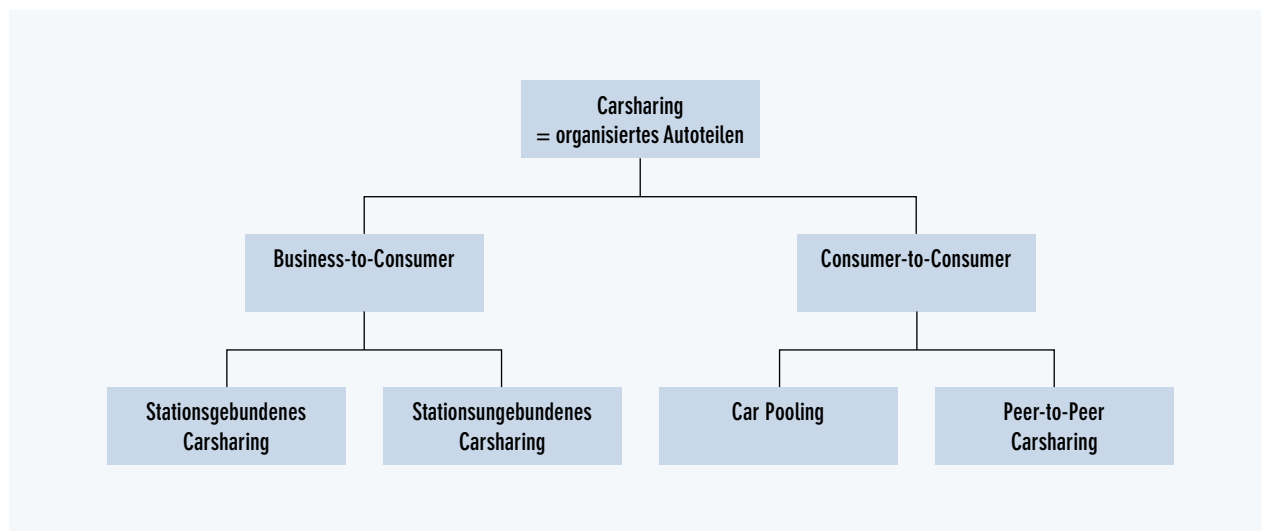 Carsharing
= organisiertes Autoteilen
Business-to-Consumer
Consumer-to-Consumer
Stationsgebundenes
Carsharing
Stationsungebundenes
Carsharing
Car Pooling
Peer-to-Peer
Carsharing